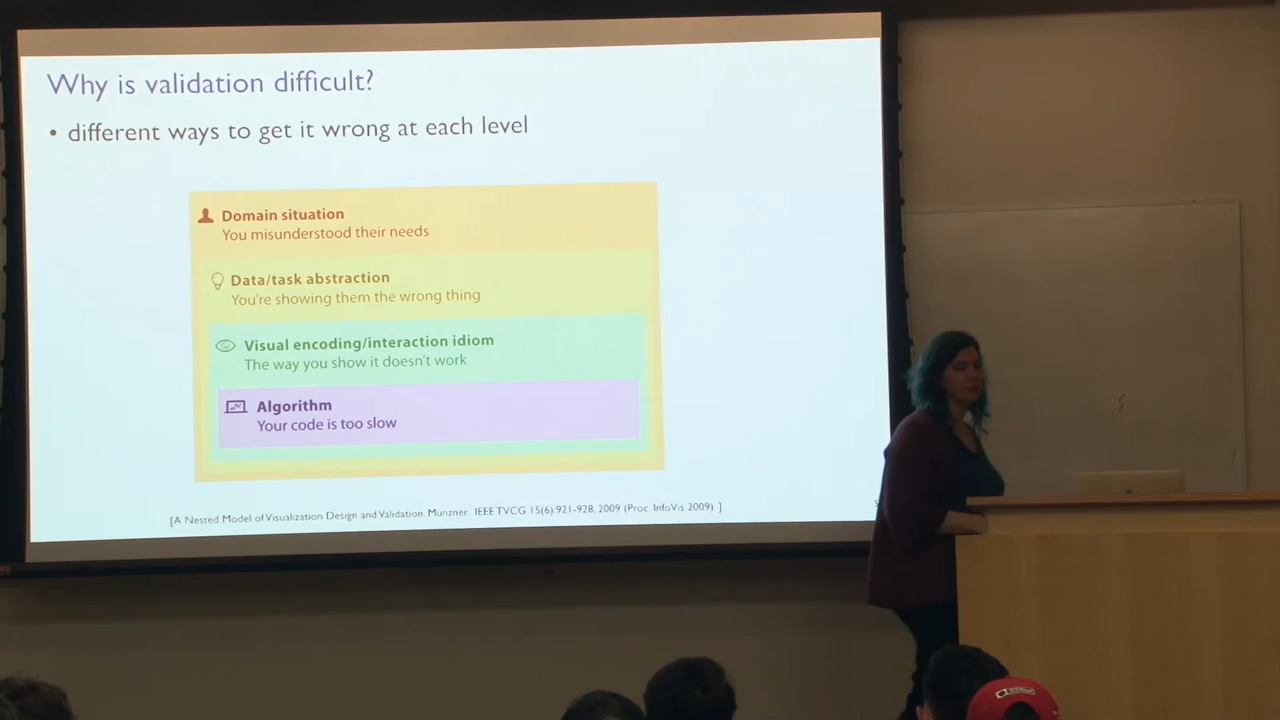 Why is validation difficult?
• different ways to get it wrong at each level
Domain situation
You misunderstood their needs
Data/task abstraction
You're showing them the wrong thing
Visual encoding/interaction idiom
The way you show it doesn't work
Algorithm
Your code is too slow
[A Nested Model of Visualization Design and Validation. Munzner. IEEE TVCG 15(6):921-928, 2009 (Proc. InfoVis 2009). ]